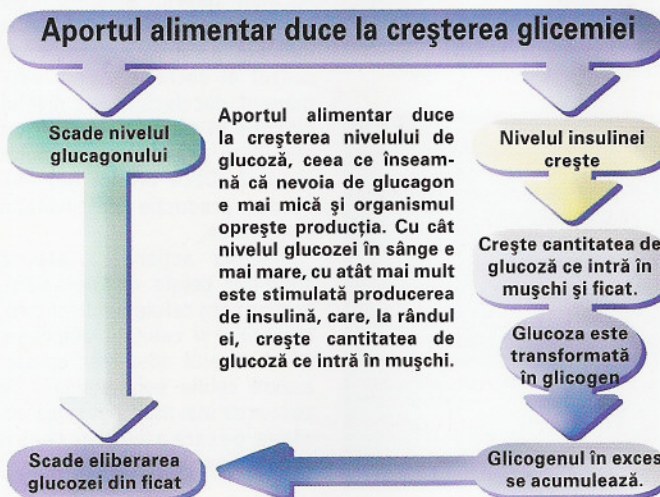 Aportul alimentar duce la creşterea glicemiei
Scade nivelul
glucagonului
Aportul alimentar duce
la creşterea nivelului de
glucoză, ceea ce înseam-
nă că nevoia de glucagon
e mai mică şi organismul
opreşte producţia. Cu cât
nivelul glucozei în sânge e
mai mare, cu atât mai mult
este stimulată producerea
de insulină, care, la rândul
ei, creşte cantitatea de
glucoză ce intră în muşchi.
Nivelul insulinei
creşte
Creşte cantitatea de
glucoză ce intră în
muşchi şi ficat.
Glucoza este
transformată
în glicogen
Glicogenul în exces
se acumulează.
Scade eliberarea
glucozei din ficat